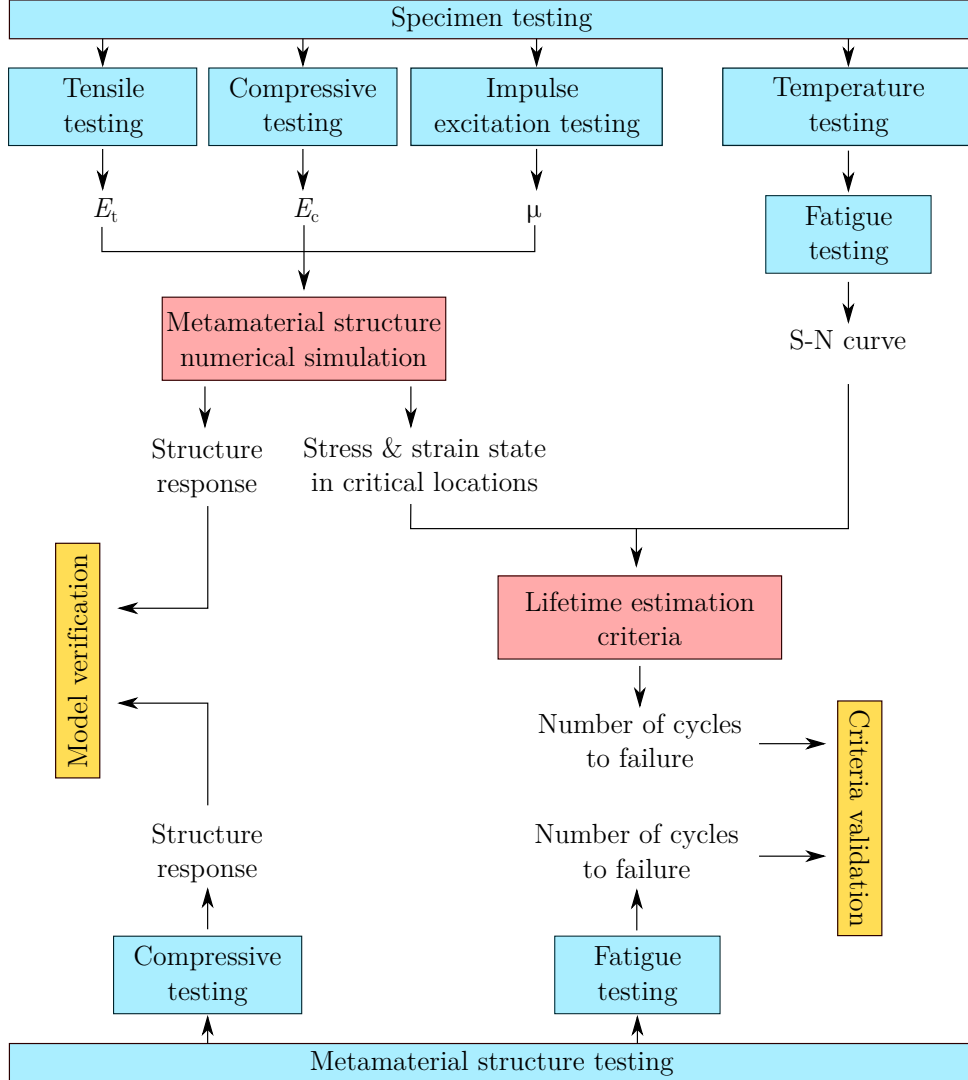 Specimen testing
Tensile
testing
Compressive
testing
Impulse
excitation testing
Temperature
testing
E_t
E_c
μ
Fatigue
testing
Metamaterial structure
numerical simulation
S-N curve
Structure
response
Stress & strain state
in critical locations
Model verification
Lifetime estimation
criteria
Number of cycles
to failure
Criteria validation
Structure
response
Number of cycles
to failure
Compressive
testing
Fatigue
testing
Metamaterial structure testing